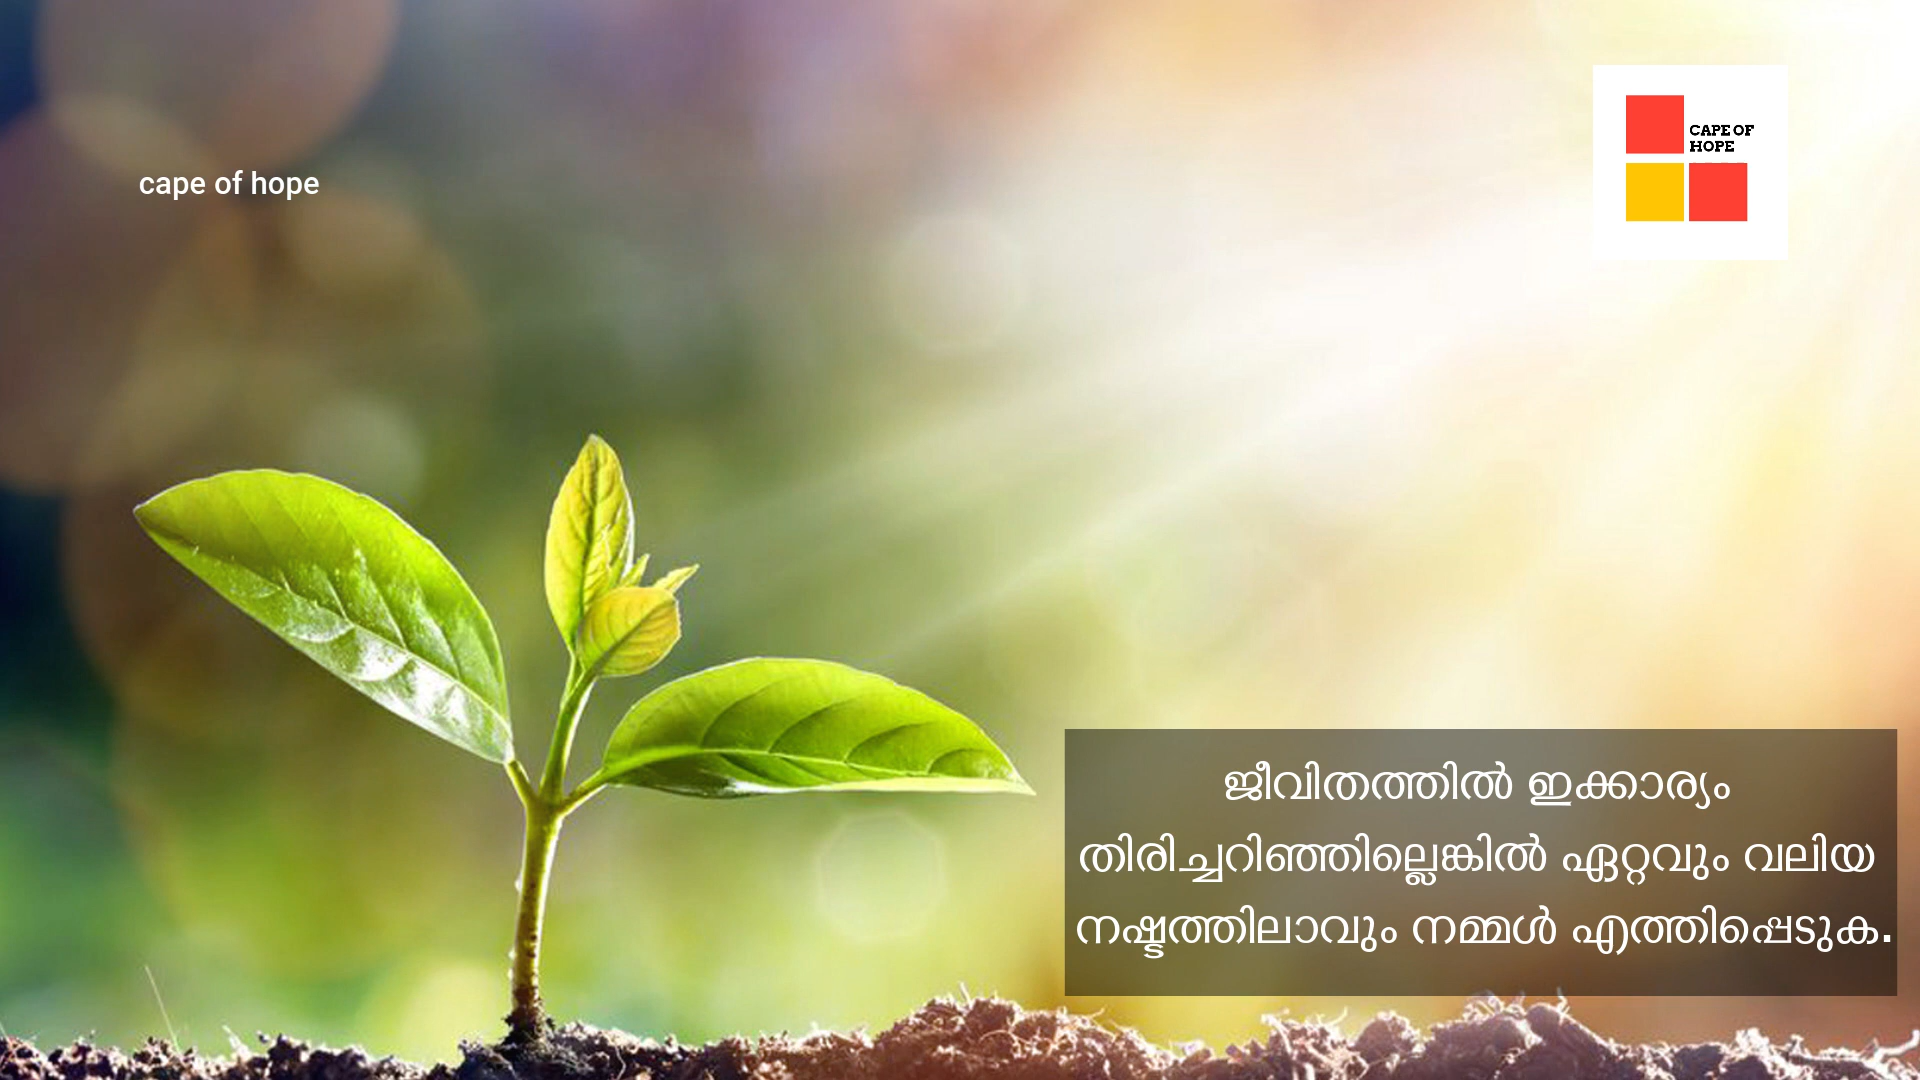 cape of hope
CAPE OF
HOPE
ജീവിതത്തിൽ ഇക്കാര്യം
തിരിച്ചറിഞ്ഞില്ലെങ്കിൽ ഏറ്റവും വലിയ
നഷ്ടത്തിലാവും നമ്മൾ എത്തിപ്പെടുക.